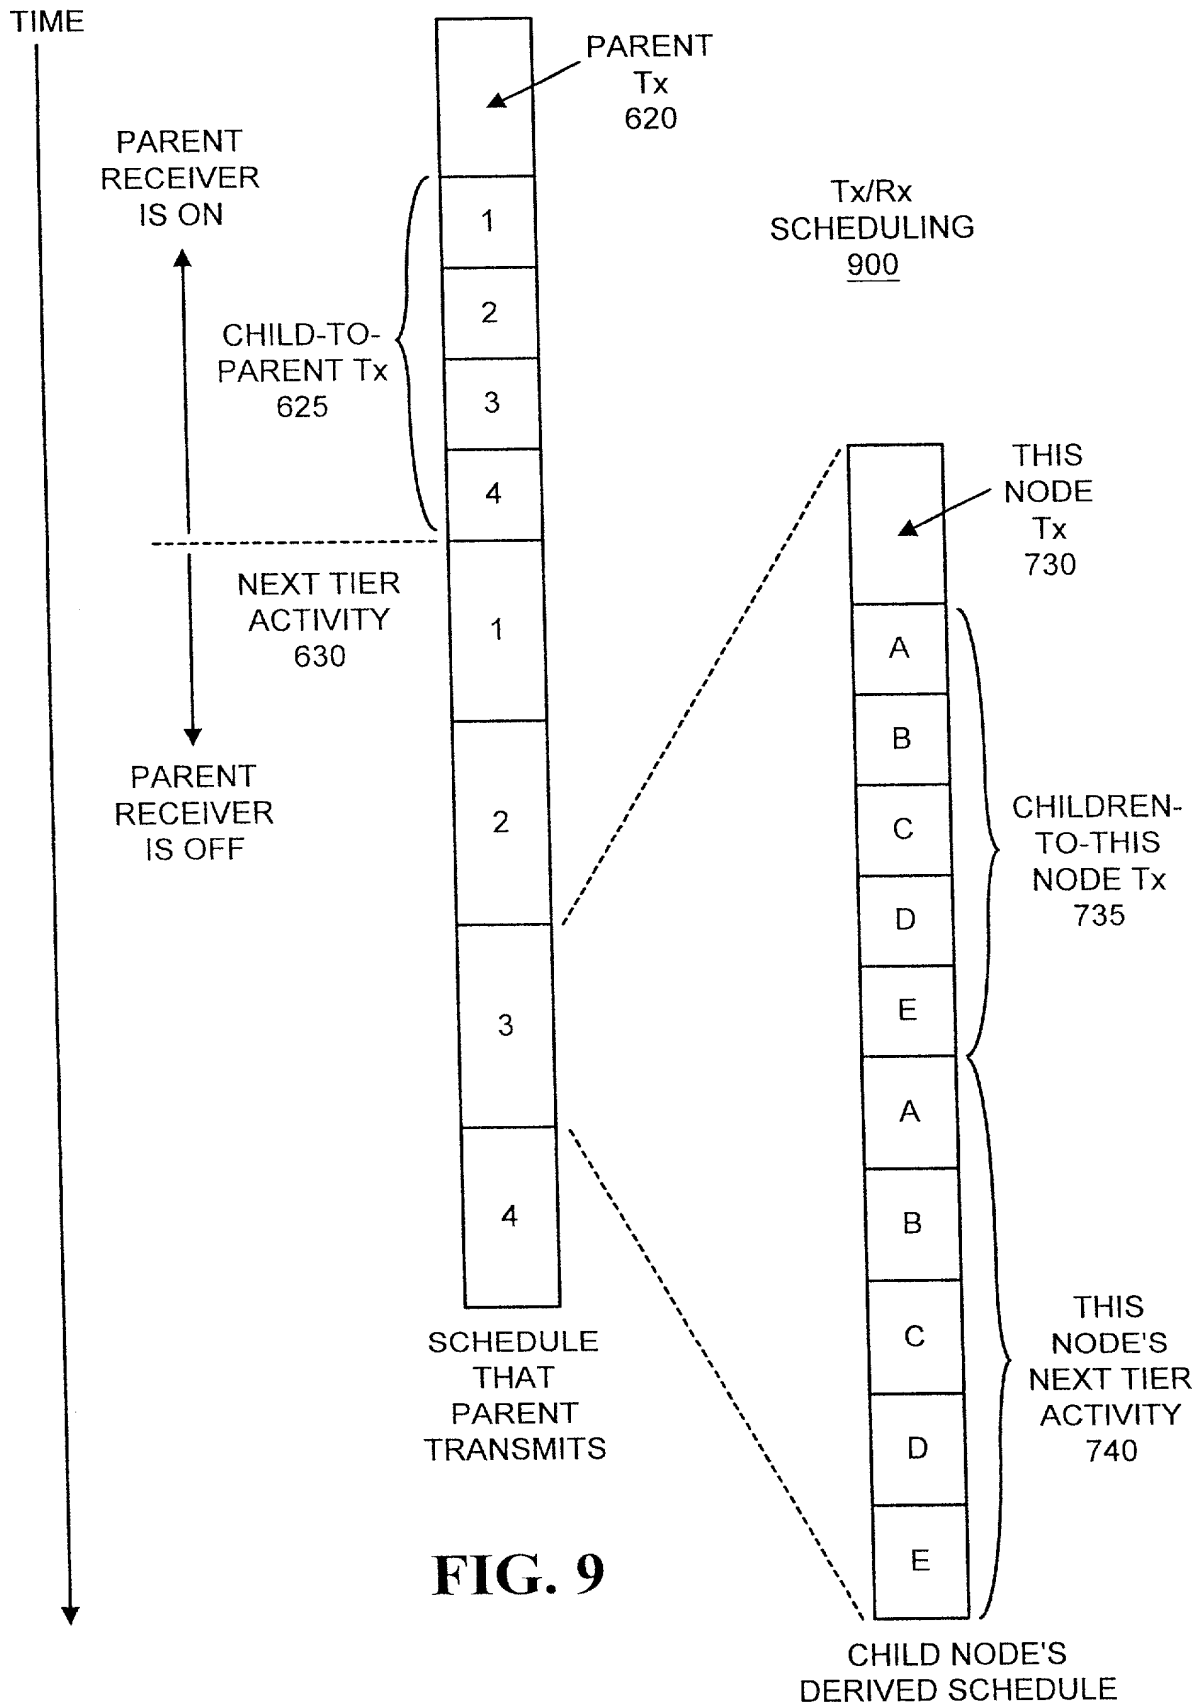 TIME
PARENT
Tx
620
PARENT
RECEIVER
IS ON
Tx/Rx
SCHEDULING
900
1
2
3
4
CHILD-TO-
PARENT Tx
625
NEXT TIER
ACTIVITY
630
PARENT
RECEIVER
IS OFF
1
2
3
4
SCHEDULE
THAT
PARENT
TRANSMITS
THIS
NODE
Tx
730
A
B
C
D
E
CHILDREN-
TO-THIS
NODE Tx
735
A
B
C
D
E
THIS
NODE'S
NEXT TIER
ACTIVITY
740
CHILD NODE'S
DERIVED SCHEDULE
FIG. 9